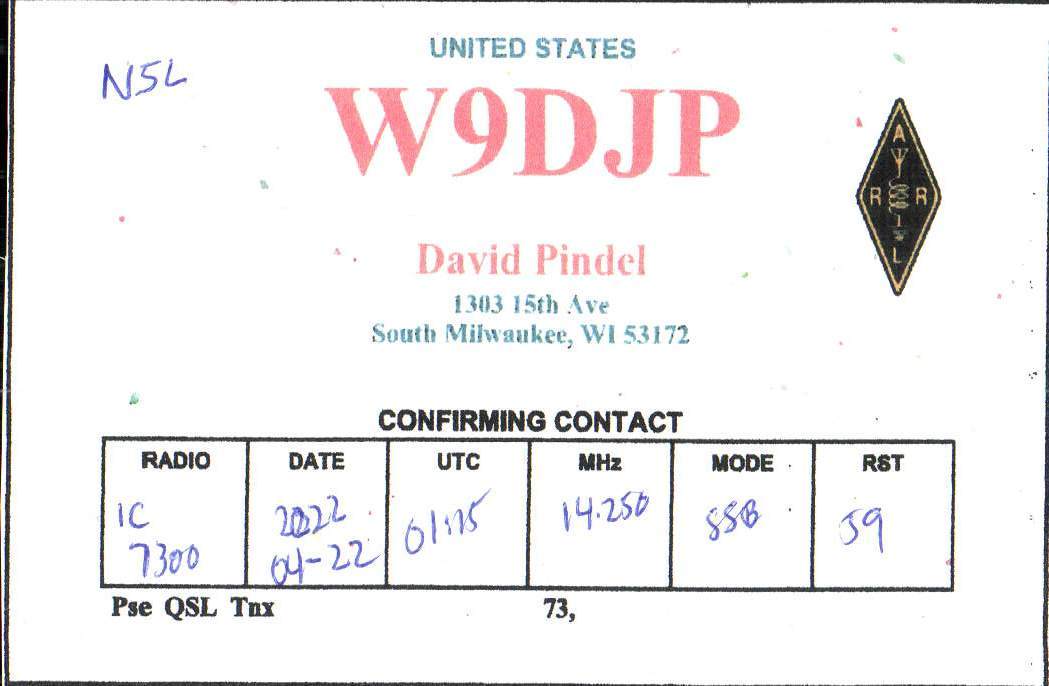 UNITED STATES
N5L
W9DJP
A
R R
L
David Pindel
1303 15th Ave
South Milwaukee, WI 53172
CONFIRMING CONTACT
RADIO DATE UTC MHz MODE RST
IC 2022 01:15 14.250 SSB 59
7300 04-22
Pse QSL Tnx 73,